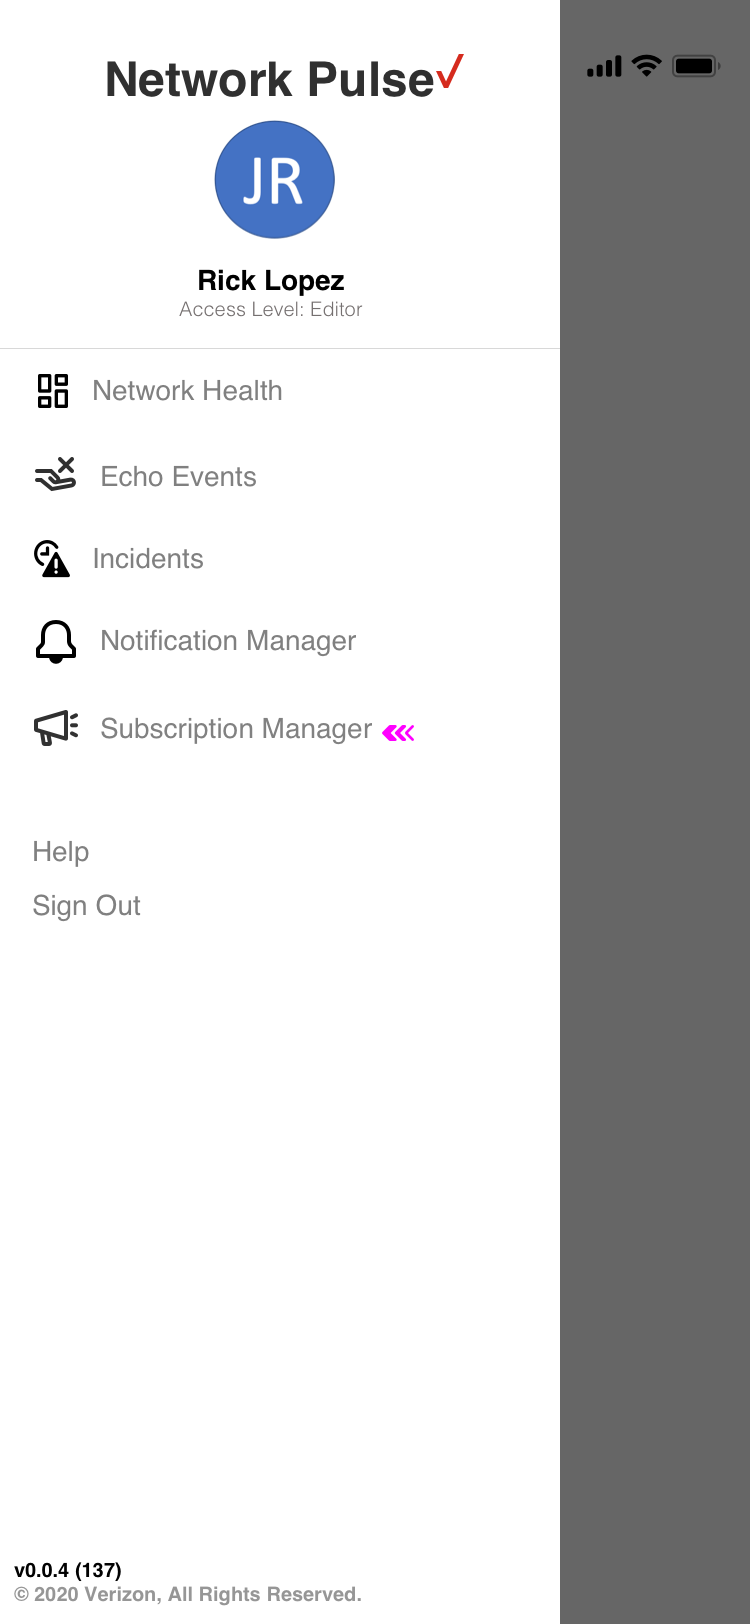 Network Pulse✓
JR
Rick Lopez
Access Level: Editor
Network Health
Echo Events
Incidents
Notification Manager
Subscription Manager
Help
Sign Out
v0.0.4 (137)
© 2020 Verizon, All Rights Reserved.